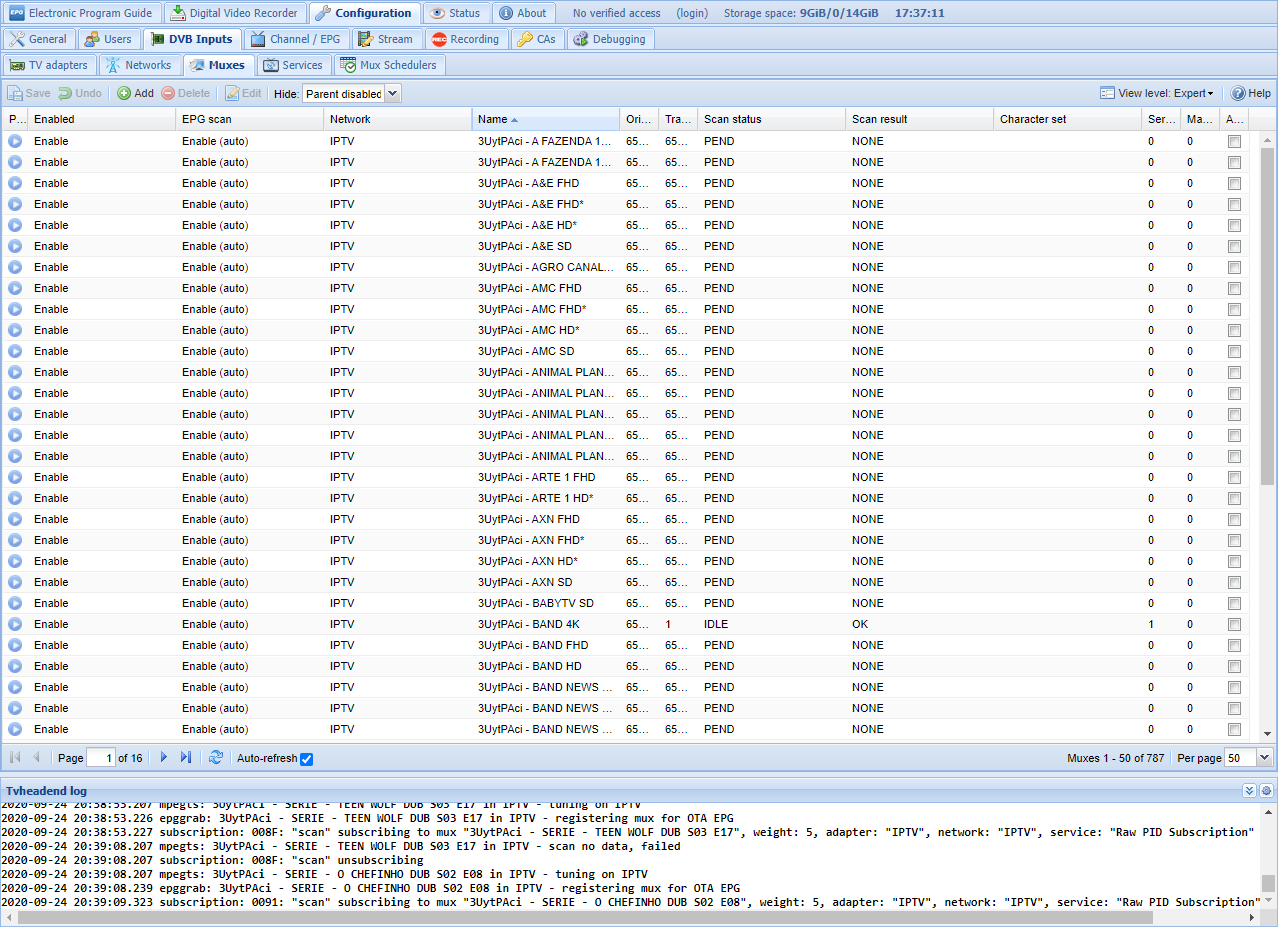 EPG Electronic Program Guide Digital Video Recorder Configuration Status About No verified access (login) Storage space: 9GiB/0/14GiB 17:37:11
General Users DVB Inputs Channel / EPG Stream REC Recording CAs Debugging
TV adapters Networks Muxes Services Mux Schedulers
Save Undo Add Delete Edit Hide: Parent disabled View level: Expert Help
P... Enabled EPG scan Network Name Ori... Tra... Scan status Scan result Character set Ser... Ma... A...
Enable Enable (auto) IPTV 3UytPAci - A FAZENDA 1... 65... 65... PEND NONE 0 0
Enable Enable (auto) IPTV 3UytPAci - A FAZENDA 1... 65... 65... PEND NONE 0 0
Enable Enable (auto) IPTV 3UytPAci - A&E FHD 65... 65... PEND NONE 0 0
Enable Enable (auto) IPTV 3UytPAci - A&E FHD* 65... 65... PEND NONE 0 0
Enable Enable (auto) IPTV 3UytPAci - A&E HD* 65... 65... PEND NONE 0 0
Enable Enable (auto) IPTV 3UytPAci - A&E SD 65... 65... PEND NONE 0 0
Enable Enable (auto) IPTV 3UytPAci - AGRO CANAL... 65... 65... PEND NONE 0 0
Enable Enable (auto) IPTV 3UytPAci - AMC FHD 65... 65... PEND NONE 0 0
Enable Enable (auto) IPTV 3UytPAci - AMC FHD* 65... 65... PEND NONE 0 0
Enable Enable (auto) IPTV 3UytPAci - AMC HD* 65... 65... PEND NONE 0 0
Enable Enable (auto) IPTV 3UytPAci - AMC SD 65... 65... PEND NONE 0 0
Enable Enable (auto) IPTV 3UytPAci - ANIMAL PLAN... 65... 65... PEND NONE 0 0
Enable Enable (auto) IPTV 3UytPAci - ANIMAL PLAN... 65... 65... PEND NONE 0 0
Enable Enable (auto) IPTV 3UytPAci - ANIMAL PLAN... 65... 65... PEND NONE 0 0
Enable Enable (auto) IPTV 3UytPAci - ANIMAL PLAN... 65... 65... PEND NONE 0 0
Enable Enable (auto) IPTV 3UytPAci - ANIMAL PLAN... 65... 65... PEND NONE 0 0
Enable Enable (auto) IPTV 3UytPAci - ARTE 1 FHD 65... 65... PEND NONE 0 0
Enable Enable (auto) IPTV 3UytPAci - ARTE 1 HD* 65... 65... PEND NONE 0 0
Enable Enable (auto) IPTV 3UytPAci - AXN FHD 65... 65... PEND NONE 0 0
Enable Enable (auto) IPTV 3UytPAci - AXN FHD* 65... 65... PEND NONE 0 0
Enable Enable (auto) IPTV 3UytPAci - AXN HD* 65... 65... PEND NONE 0 0
Enable Enable (auto) IPTV 3UytPAci - AXN SD 65... 65... PEND NONE 0 0
Enable Enable (auto) IPTV 3UytPAci - BABYTV SD 65... 65... PEND NONE 0 0
Enable Enable (auto) IPTV 3UytPAci - BAND 4K 65... 1 IDLE OK 1 0
Enable Enable (auto) IPTV 3UytPAci - BAND FHD 65... 65... PEND NONE 0 0
Enable Enable (auto) IPTV 3UytPAci - BAND HD 65... 65... PEND NONE 0 0
Enable Enable (auto) IPTV 3UytPAci - BAND NEWS ... 65... 65... PEND NONE 0 0
Enable Enable (auto) IPTV 3UytPAci - BAND NEWS ... 65... 65... PEND NONE 0 0
Enable Enable (auto) IPTV 3UytPAci - BAND NEWS ... 65... 65... PEND NONE 0 0
Page 1 of 16 Auto-refresh Muxes 1 - 50 of 787 Per page 50
Tvheadend log
2020-09-24 20:38:53.207 mpegts: 3UytPAci - SERIE - TEEN WOLF DUB S03 E17 in IPTV - tuning on IPTV
2020-09-24 20:38:53.226 epggrab: 3UytPAci - SERIE - TEEN WOLF DUB S03 E17 in IPTV - registering mux for OTA EPG
2020-09-24 20:38:53.227 subscription: 008F: "scan" subscribing to mux "3UytPAci - SERIE - TEEN WOLF DUB S03 E17", weight: 5, adapter: "IPTV", network: "IPTV", service: "Raw PID Subscription"
2020-09-24 20:39:08.207 mpegts: 3UytPAci - SERIE - TEEN WOLF DUB S03 E17 in IPTV - scan no data, failed
2020-09-24 20:39:08.207 subscription: 008F: "scan" unsubscribing
2020-09-24 20:39:08.207 mpegts: 3UytPAci - SERIE - O CHEFINHO DUB S02 E08 in IPTV - tuning on IPTV
2020-09-24 20:39:08.239 epggrab: 3UytPAci - SERIE - O CHEFINHO DUB S02 E08 in IPTV - registering mux for OTA EPG
2020-09-24 20:39:09.323 subscription: 0091: "scan" subscribing to mux "3UytPAci - SERIE - O CHEFINHO DUB S02 E08", weight: 5, adapter: "IPTV", network: "IPTV", service: "Raw PID Subscription"